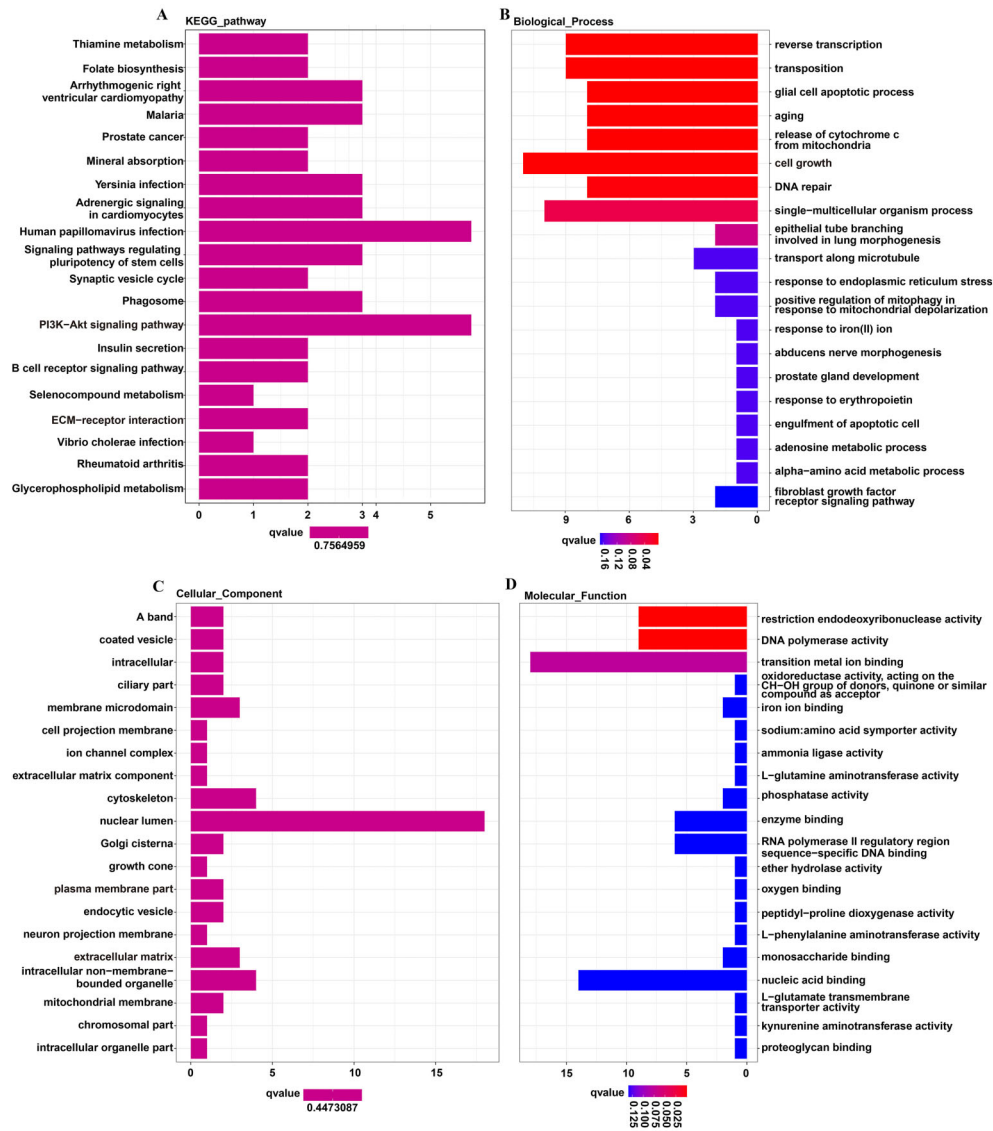 A
KEGG_pathway
Thiamine metabolism
Folate biosynthesis
Arrhythmogenic right
ventricular cardiomyopathy
Malaria
Prostate cancer
Mineral absorption
Yersinia infection
Adrenergic signaling
in cardiomyocytes
Human papillomavirus infection
Signaling pathways regulating
pluripotency of stem cells
Synaptic vesicle cycle
Phagosome
PI3K−Akt signaling pathway
Insulin secretion
B cell receptor signaling pathway
Selenocompound metabolism
ECM−receptor interaction
Vibrio cholerae infection
Rheumatoid arthritis
Glycerophospholipid metabolism
0 1 2 3 4 5
qvalue
0.7564959
B
Biological_Process
reverse transcription
transposition
glial cell apoptotic process
aging
release of cytochrome c
from mitochondria
cell growth
DNA repair
single−multicellular organism process
epithelial tube branching
involved in lung morphogenesis
transport along microtubule
response to endoplasmic reticulum stress
positive regulation of mitophagy in
response to mitochondrial depolarization
response to iron(II) ion
abducens nerve morphogenesis
prostate gland development
response to erythropoietin
engulfment of apoptotic cell
adenosine metabolic process
alpha−amino acid metabolic process
fibroblast growth factor
receptor signaling pathway
9 6 3 0
qvalue
0.16 0.12 0.08 0.04
C
Cellular_Component
A band
coated vesicle
intracellular
ciliary part
membrane microdomain
cell projection membrane
ion channel complex
extracellular matrix component
cytoskeleton
nuclear lumen
Golgi cisterna
growth cone
plasma membrane part
endocytic vesicle
neuron projection membrane
extracellular matrix
intracellular non−membrane−
bounded organelle
mitochondrial membrane
chromosomal part
intracellular organelle part
0 5 10 15
qvalue
0.4473087
D
Molecular_Function
restriction endodeoxyribonuclease activity
DNA polymerase activity
transition metal ion binding
oxidoreductase activity, acting on the
CH−OH group of donors, quinone or similar
compound as acceptor
iron ion binding
sodium:amino acid symporter activity
ammonia ligase activity
L−glutamine aminotransferase activity
phosphatase activity
enzyme binding
RNA polymerase II regulatory region
sequence−specific DNA binding
ether hydrolase activity
oxygen binding
peptidyl−proline dioxygenase activity
L−phenylalanine aminotransferase activity
monosaccharide binding
nucleic acid binding
L−glutamate transmembrane
transporter activity
kynurenine aminotransferase activity
proteoglycan binding
15 10 5 0
qvalue
0.125 0.100 0.075 0.050 0.025